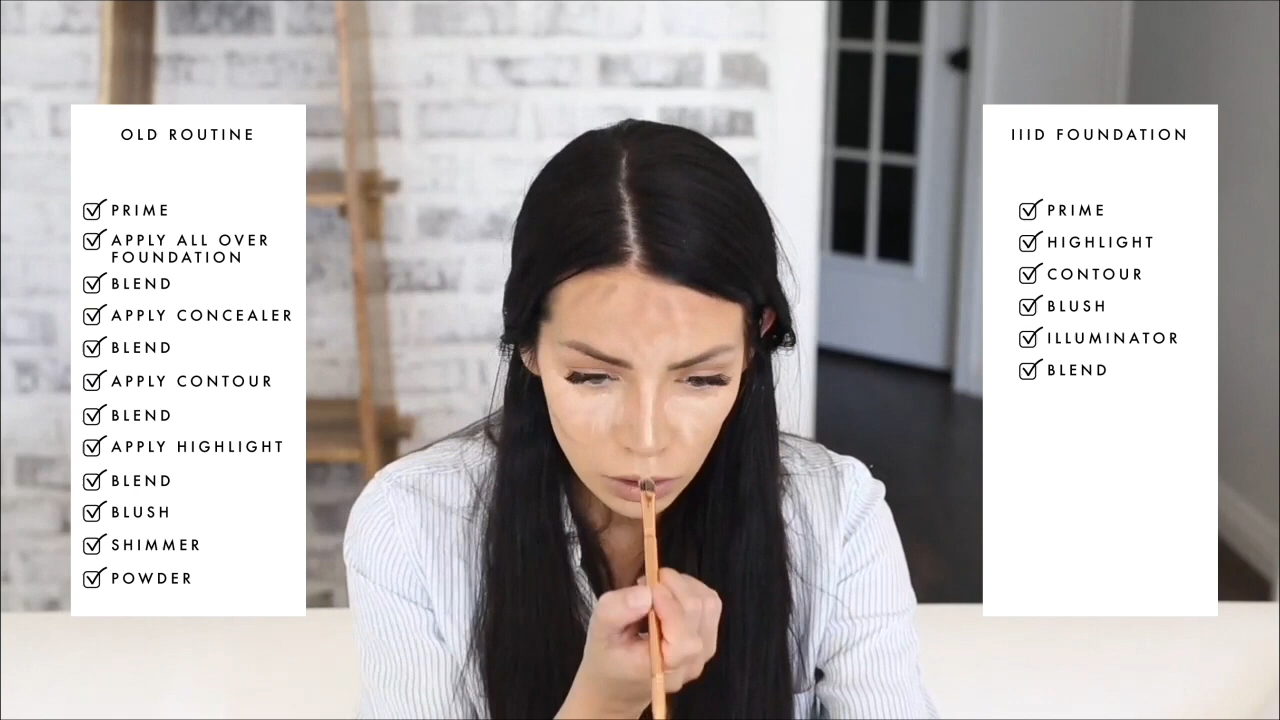 OLD ROUTINE
PRIME
APPLY ALL OVER
FOUNDATION
BLEND
APPLY CONCEALER
BLEND
APPLY CONTOUR
BLEND
APPLY HIGHLIGHT
BLEND
BLUSH
SHIMMER
POWDER
IIID FOUNDATION
PRIME
HIGHLIGHT
CONTOUR
BLUSH
ILLUMINATOR
BLEND